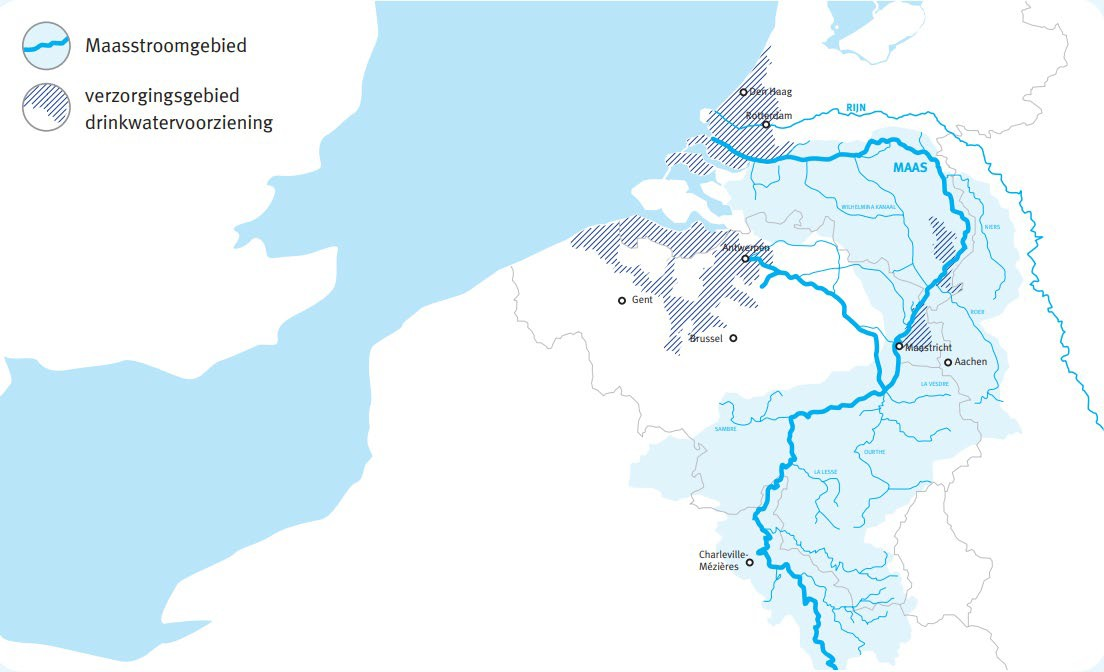 Maasstroomgebied
verzorgingsgebied
drinkwatervoorziening
Den Haag
RIJN
Rotterdam
MAAS
WILHELMINA KANAAL
NIERS
Antwerpen
Gent
ROER
Brussel
Maastricht
Aachen
LA VESDRE
SAMBRE
OURTHE
LA LESSE
Charleville-
Mézières